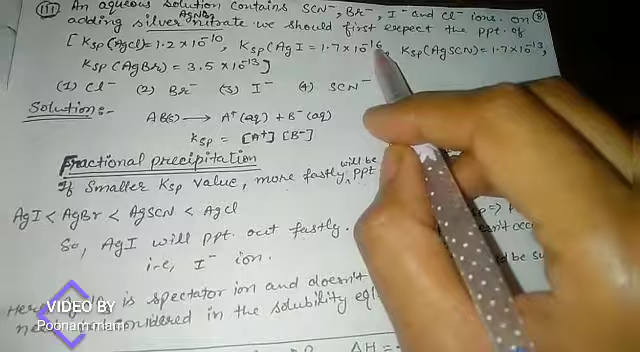 (111) An aqueous solution contains SCN⁻, Br⁻, I⁻ and Cl⁻ ions. On (8)
AgNO₃
adding silver nitrate we should first expect the ppt. of
[ Ksp (AgCl) = 1.2 × 10⁻¹⁰, Ksp (AgI = 1.7 × 10⁻¹⁶, Ksp (AgSCN) = 1.7 × 10⁻¹³,
Ksp (AgBr) = 3.5 × 10⁻¹³ ]
(1) Cl⁻ (2) Br⁻ (3) I⁻ (4) SCN⁻
Solution:-
AB(s) ⟶ A⁺(aq) + B⁻(aq)
Ksp = [A⁺] [B⁻]
Fractional precipitation
If Smaller Ksp value, more fastly will be ppt
AgI < AgBr < AgSCN < AgCl
So, AgI will ppt. out fastly.
i.e, I⁻ ion.
is spectator ion and doesn't
considered in the solubility
VIDEO BY
Poonam mam
ΔH =